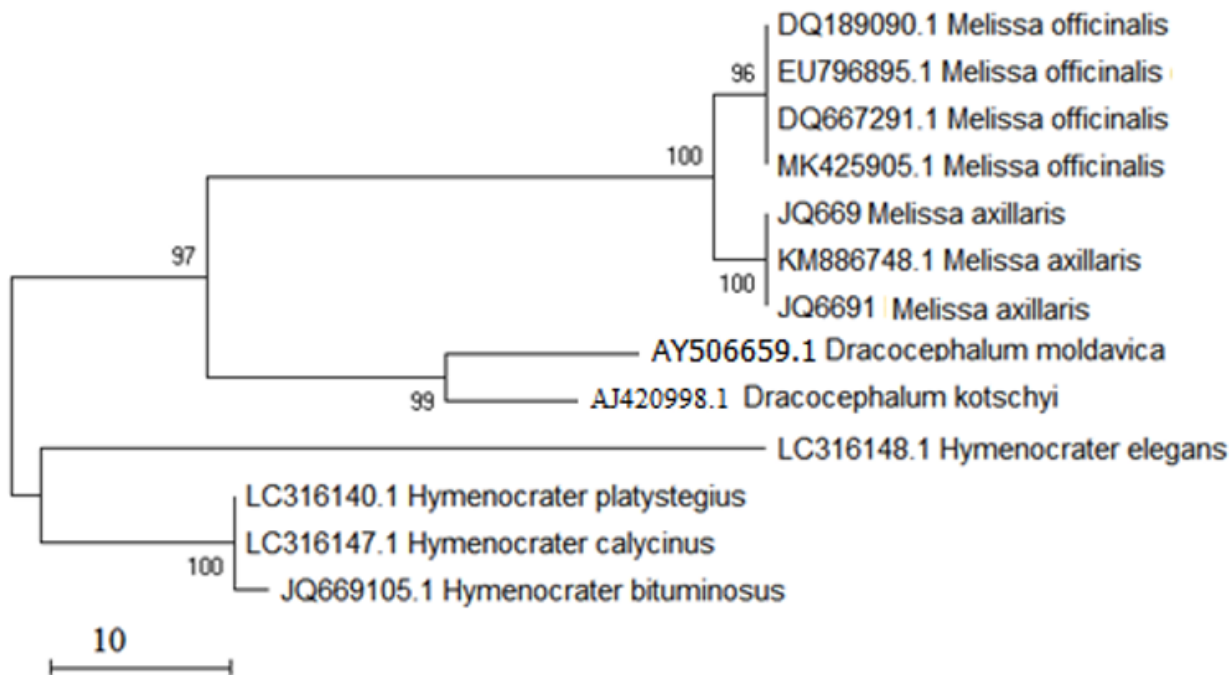 DQ189090.1 Melissa officinalis
96
EU796895.1 Melissa officinalis
DQ667291.1 Melissa officinalis
100
MK425905.1 Melissa officinalis
JQ669 Melissa axillaris
97
KM886748.1 Melissa axillaris
100
JQ6691 Melissa axillaris
AY506659.1 Dracocephalum moldavica
99
AJ420998.1 Dracocephalum kotschyi
LC316148.1 Hymenocrater elegans
LC316140.1 Hymenocrater platystegius
LC316147.1 Hymenocrater calycinus
100
JQ669105.1 Hymenocrater bituminosus
10